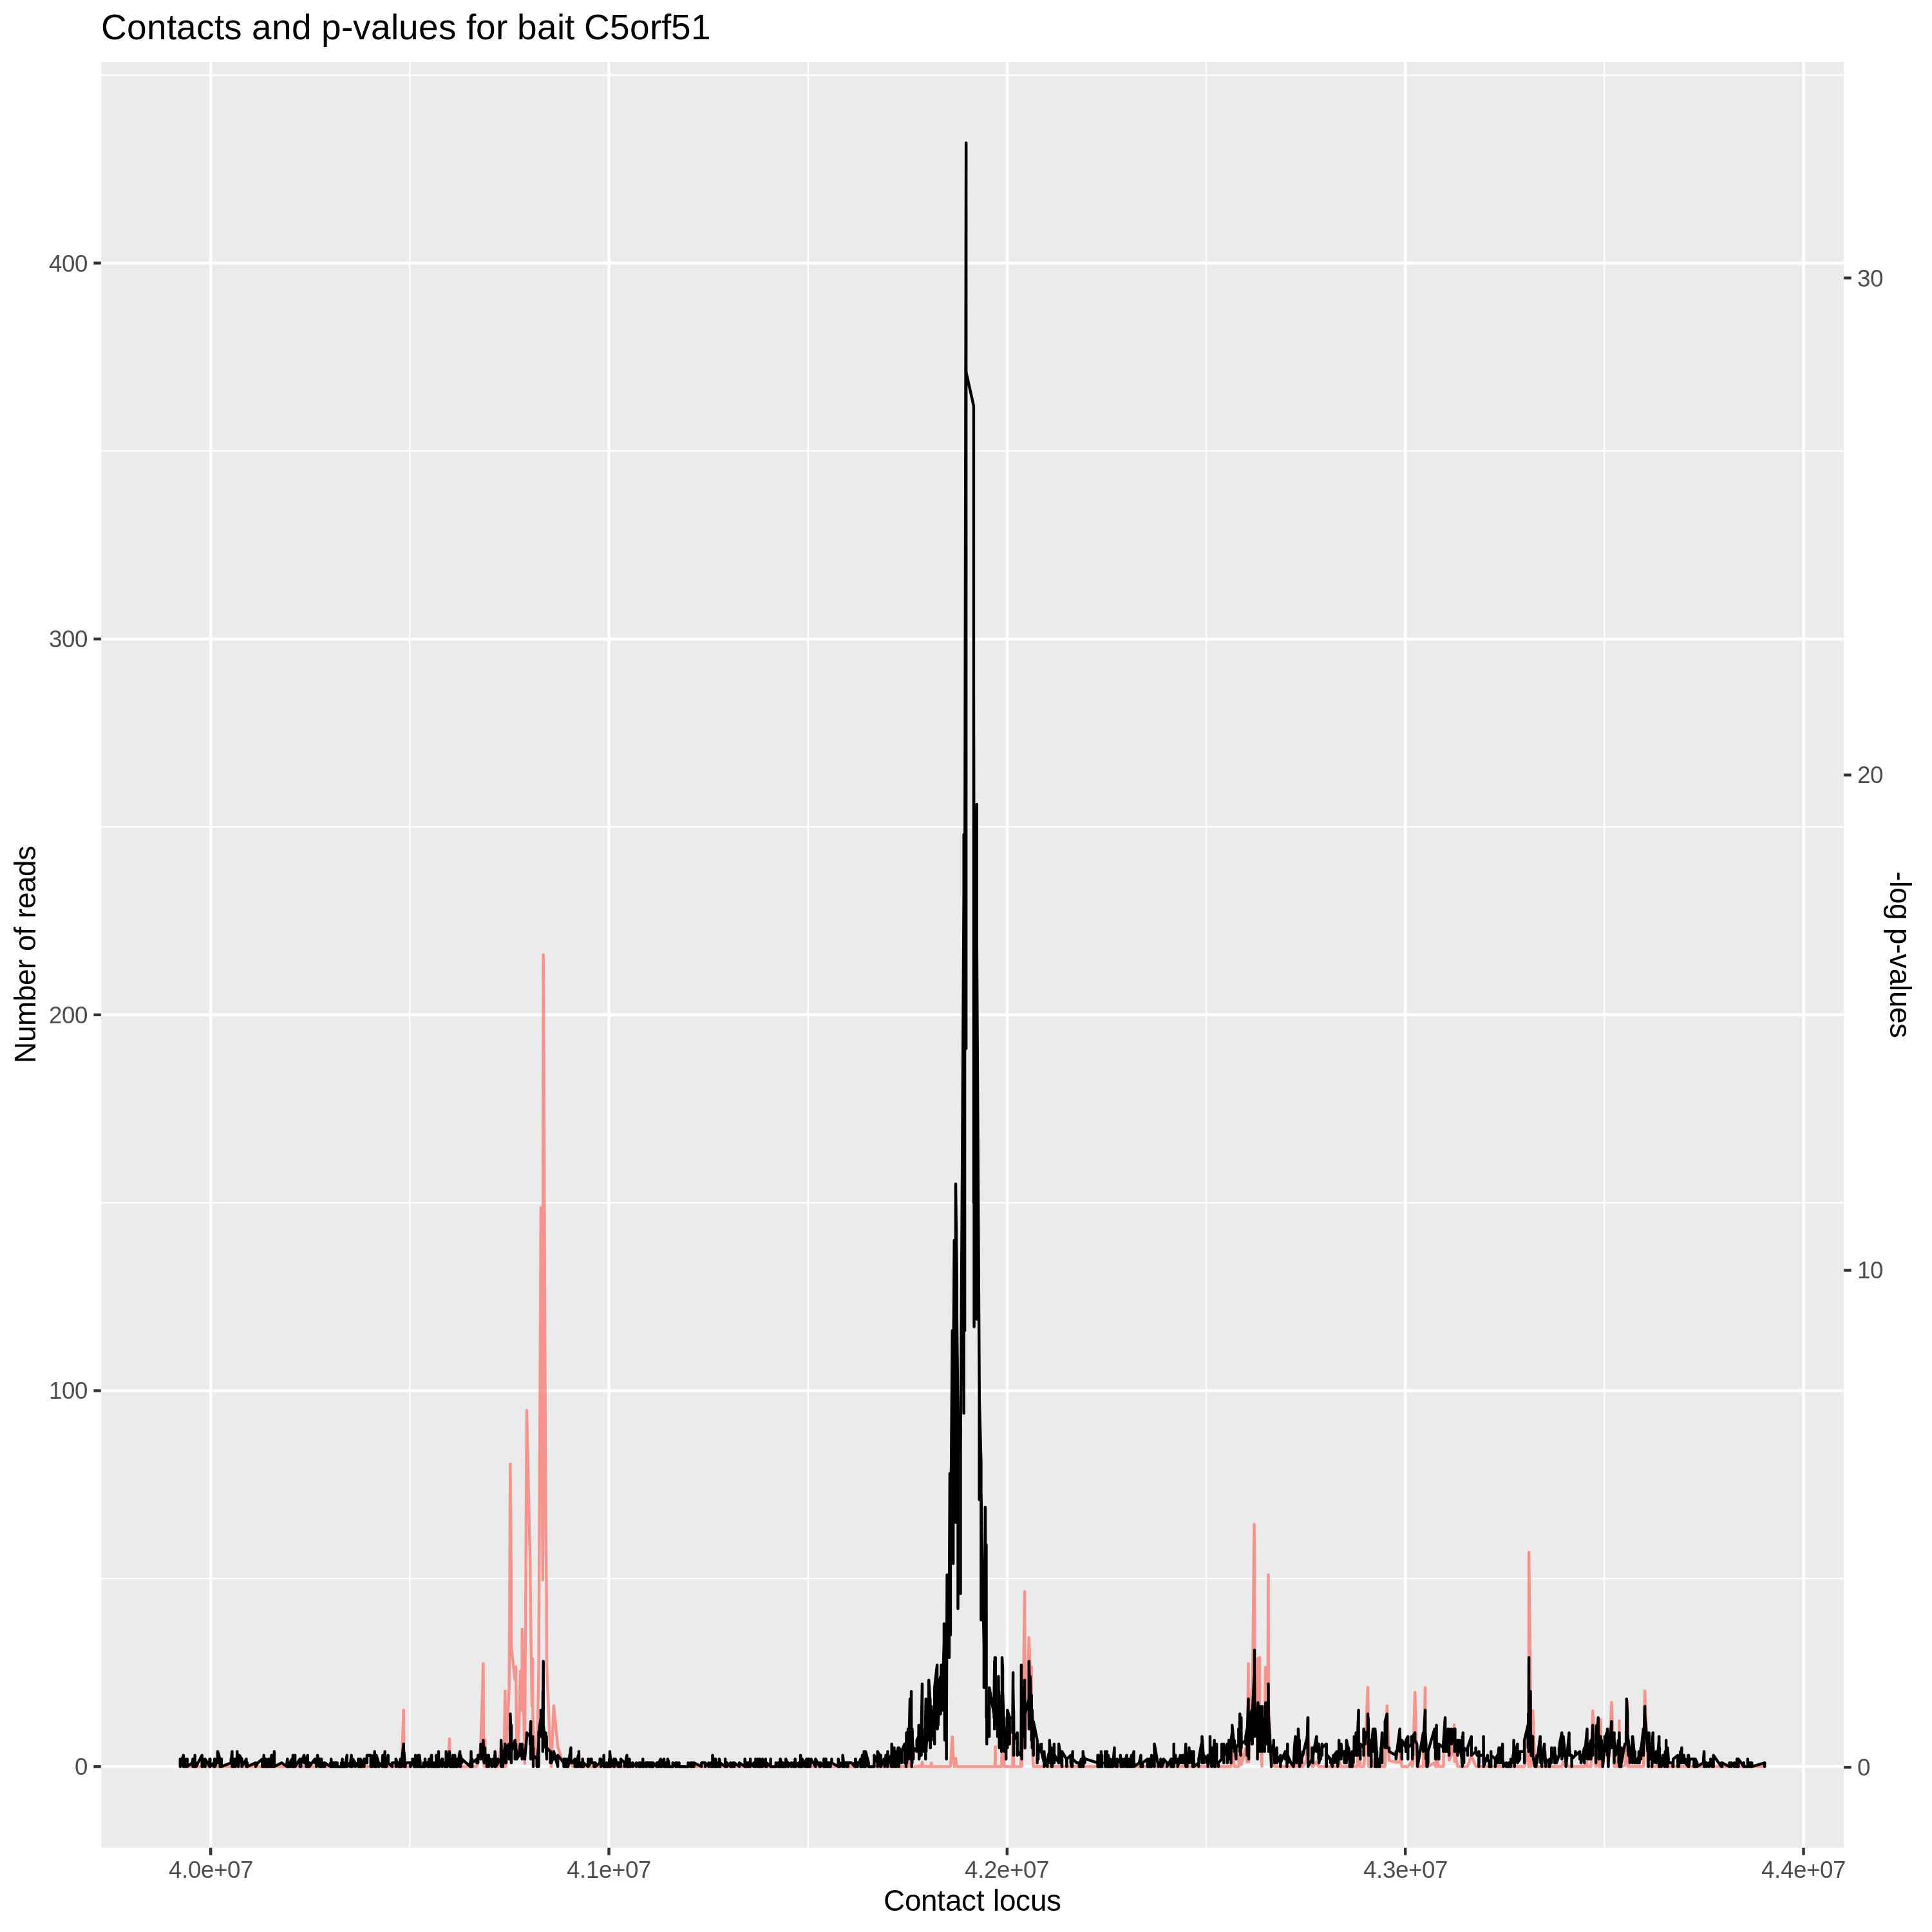 Contacts and p-values for bait C5orf51
400
300
200
100
0
Number of reads
30
20
10
0
-log p-values
4.0e+07
4.1e+07
4.2e+07
4.3e+07
4.4e+07
Contact locus